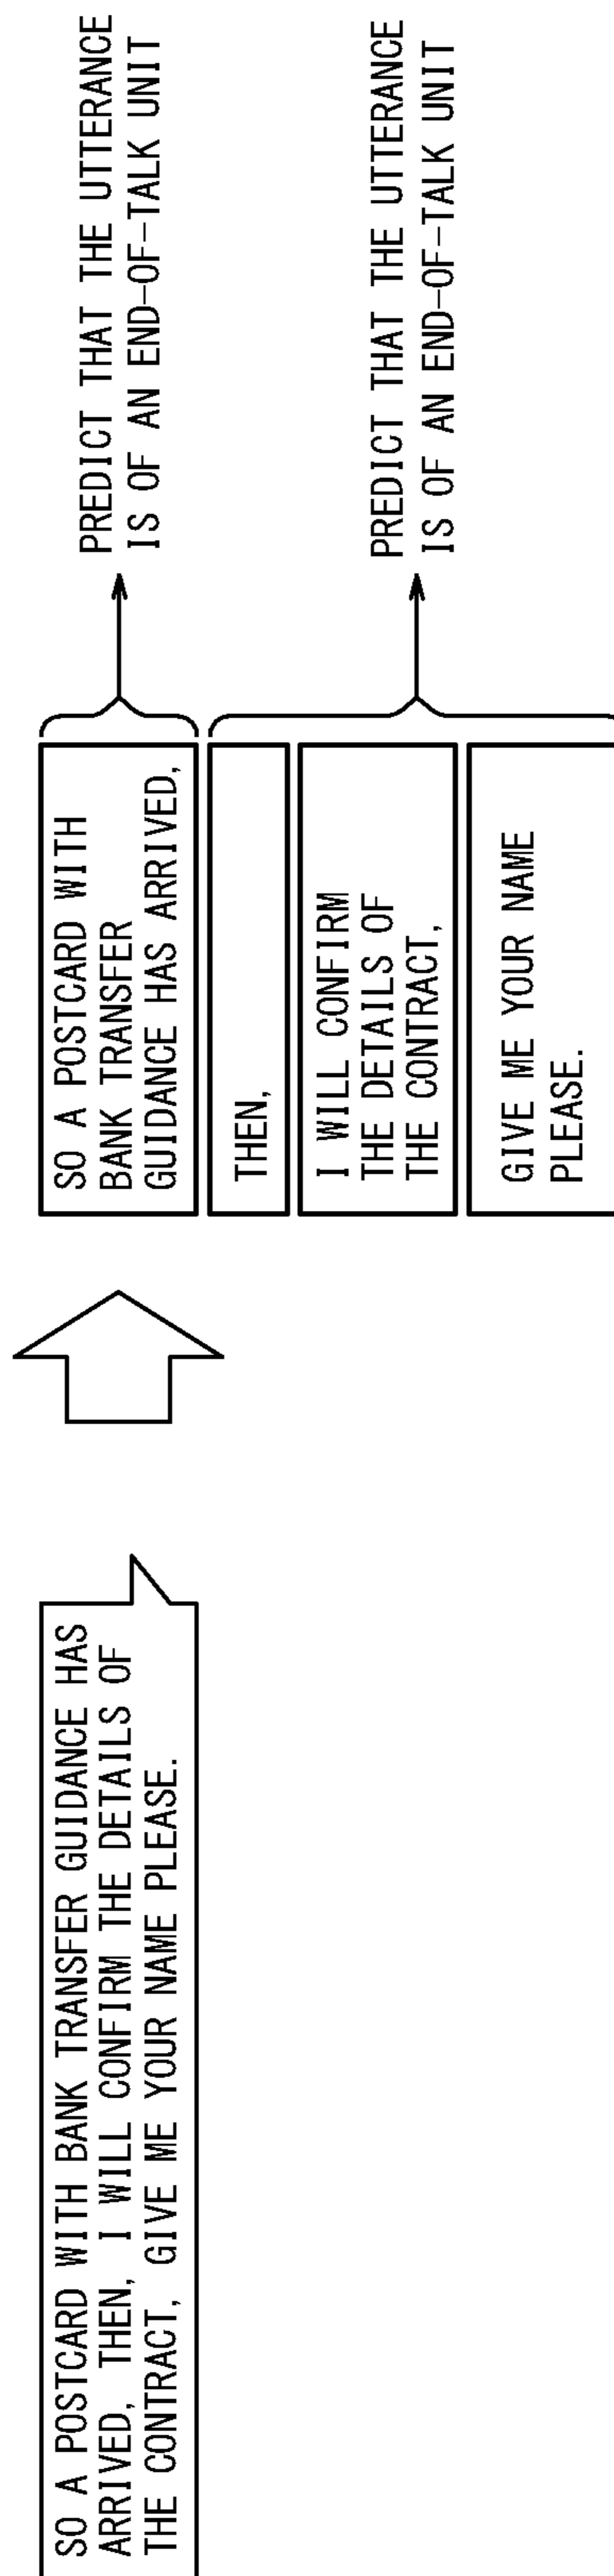 SO A POSTCARD WITH BANK TRANSFER GUIDANCE HAS
ARRIVED, THEN, I WILL CONFIRM THE DETAILS OF
THE CONTRACT, GIVE ME YOUR NAME PLEASE.
SO A POSTCARD WITH
BANK TRANSFER
GUIDANCE HAS ARRIVED,
THEN,
I WILL CONFIRM
THE DETAILS OF
THE CONTRACT,
GIVE ME YOUR NAME
PLEASE.
PREDICT THAT THE UTTERANCE
IS OF AN END-OF-TALK UNIT
PREDICT THAT THE UTTERANCE
IS OF AN END-OF-TALK UNIT